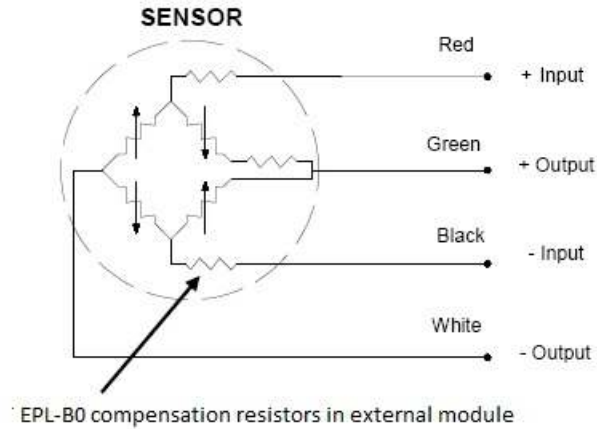 SENSOR
Red
+ Input
Green
+ Output
Black
- Input
White
- Output
EPL-B0 compensation resistors in external module